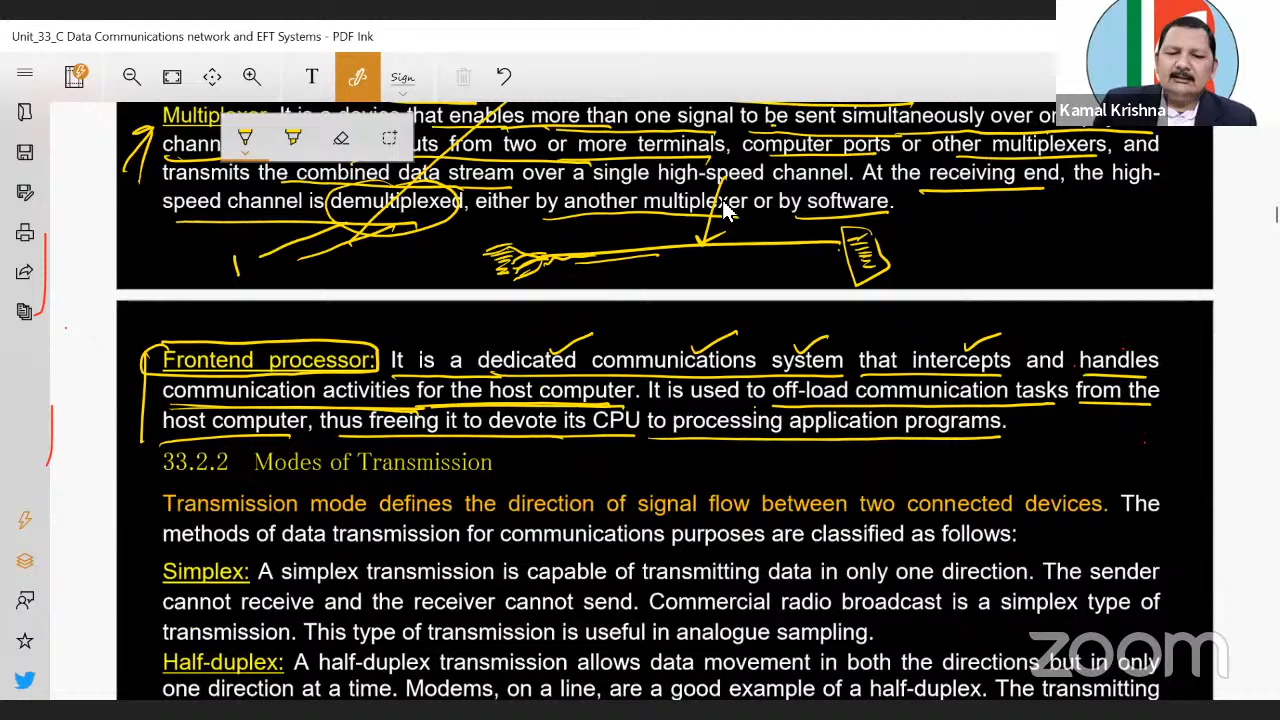 Unit_33_C Data Communications network and EFT Systems - PDF Ink
Sign
Kamal Krishna
It is a device that enables more than one signal to be sent simultaneously over
from two or more terminals, computer ports or other multiplexers, and
transmits the combined data stream over a single high-speed channel. At the receiving end, the high-
speed channel is demultiplexed, either by another multiplexer or by software.
Frontend processor: It is a dedicated communications system that intercepts and handles
communication activities for the host computer. It is used to off-load communication tasks from the
host computer, thus freeing it to devote its CPU to processing application programs.
33.2.2 Modes of Transmission
Transmission mode defines the direction of signal flow between two connected devices. The
methods of data transmission for communications purposes are classified as follows:
Simplex: A simplex transmission is capable of transmitting data in only one direction. The sender
cannot receive and the receiver cannot send. Commercial radio broadcast is a simplex type of
transmission. This type of transmission is useful in analogue sampling.
Half-duplex: A half-duplex transmission allows data movement in both the directions but in only
one direction at a time. Modems, on a line, are a good example of a half-duplex. The transmitting
zoom